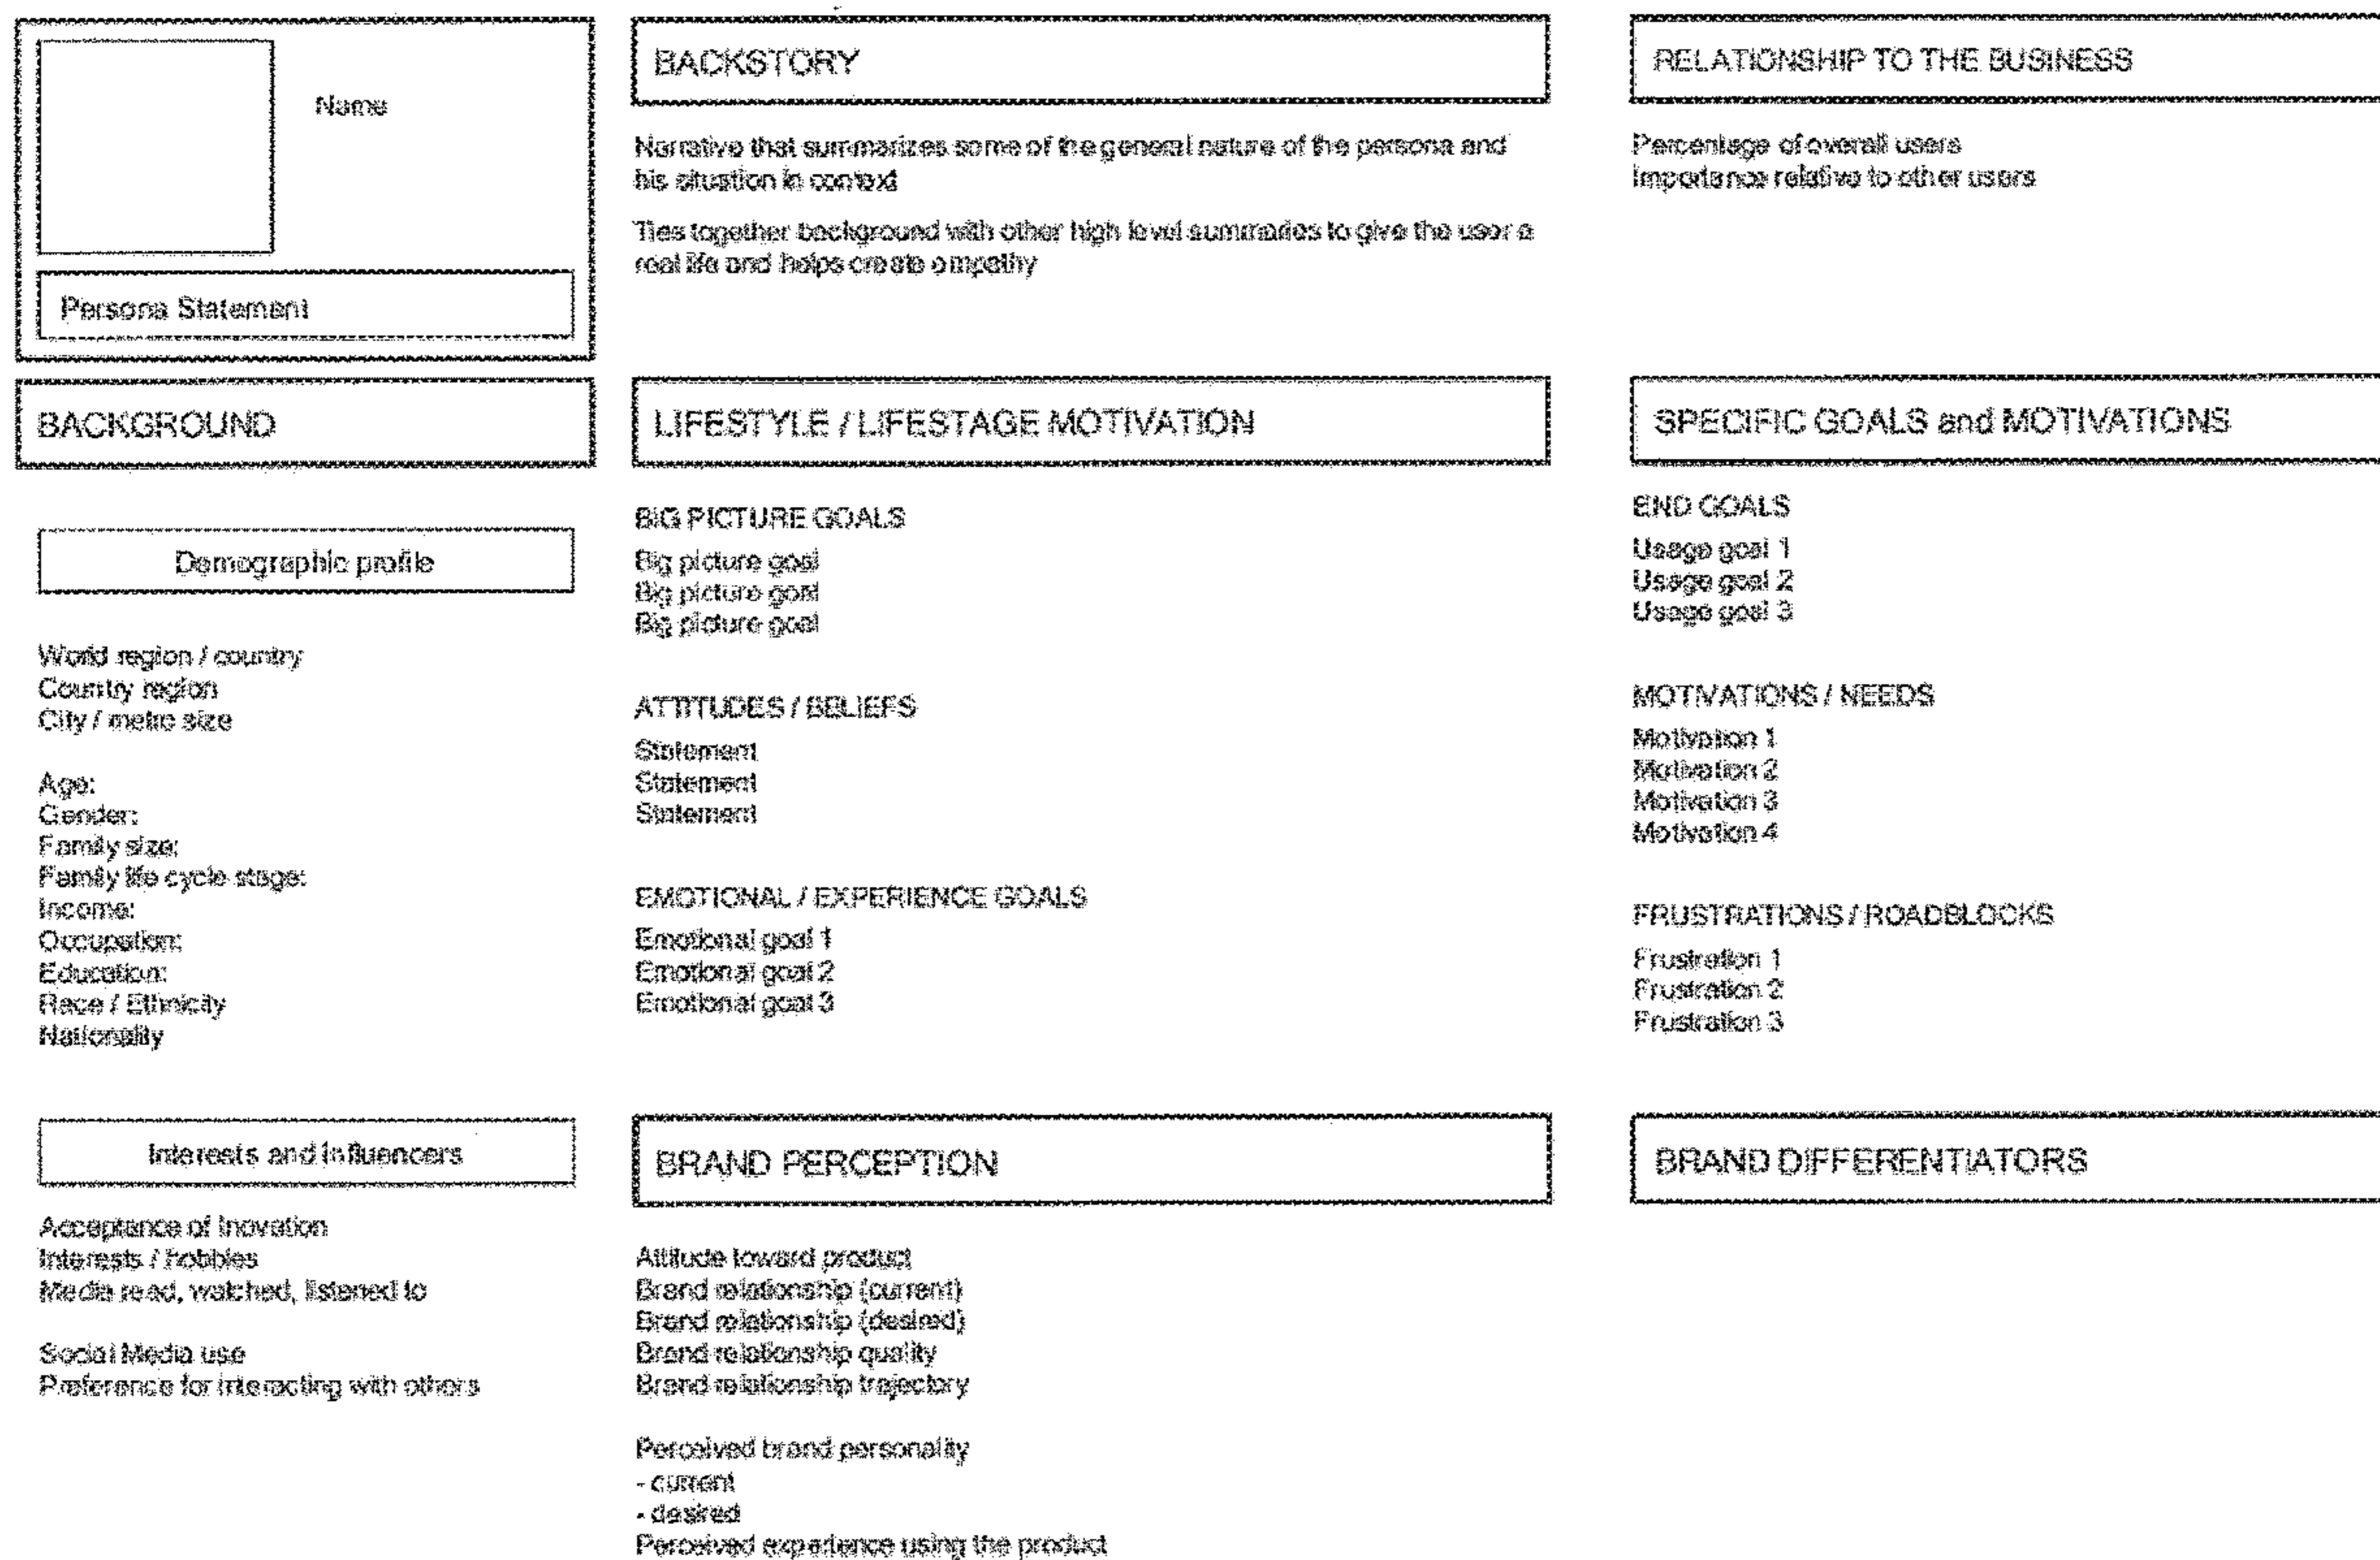 Name
Persona Statement
BACKSTORY
Narrative that summarizes some of the general nature of the persona and
his situation in context
Ties together background with other high level summaries to give the user a
real life and helps create empathy
RELATIONSHIP TO THE BUSINESS
Percentage of overall users
Importance relative to other users
BACKGROUND
Demographic profile
World region / country
Country region
City / metro size
Age:
Gender:
Family size:
Family life cycle stage:
Income:
Occupation:
Education:
Race / Ethnicity
Nationality
Interests and Influencers
Acceptance of Inovation
Interests / hobbies
Media read, watched, listened to
Social Media use
Preference for interacting with others
LIFESTYLE / LIFESTAGE MOTIVATION
BIG PICTURE GOALS
Big picture goal
Big picture goal
Big picture goal
ATTITUDES / BELIEFS
Statement
Statement
Statement
EMOTIONAL / EXPERIENCE GOALS
Emotional goal 1
Emotional goal 2
Emotional goal 3
BRAND PERCEPTION
Attitude toward product
Brand relationship (current)
Brand relationship (desired)
Brand relationship quality
Brand relationship trajectory
Perceived brand personality
- current
- desired
Perceived experience using the product
SPECIFIC GOALS and MOTIVATIONS
END GOALS
Usage goal 1
Usage goal 2
Usage goal 3
MOTIVATIONS / NEEDS
Motivation 1
Motivation 2
Motivation 3
Motivation 4
FRUSTRATIONS / ROADBLOCKS
Frustration 1
Frustration 2
Frustration 3
BRAND DIFFERENTIATORS